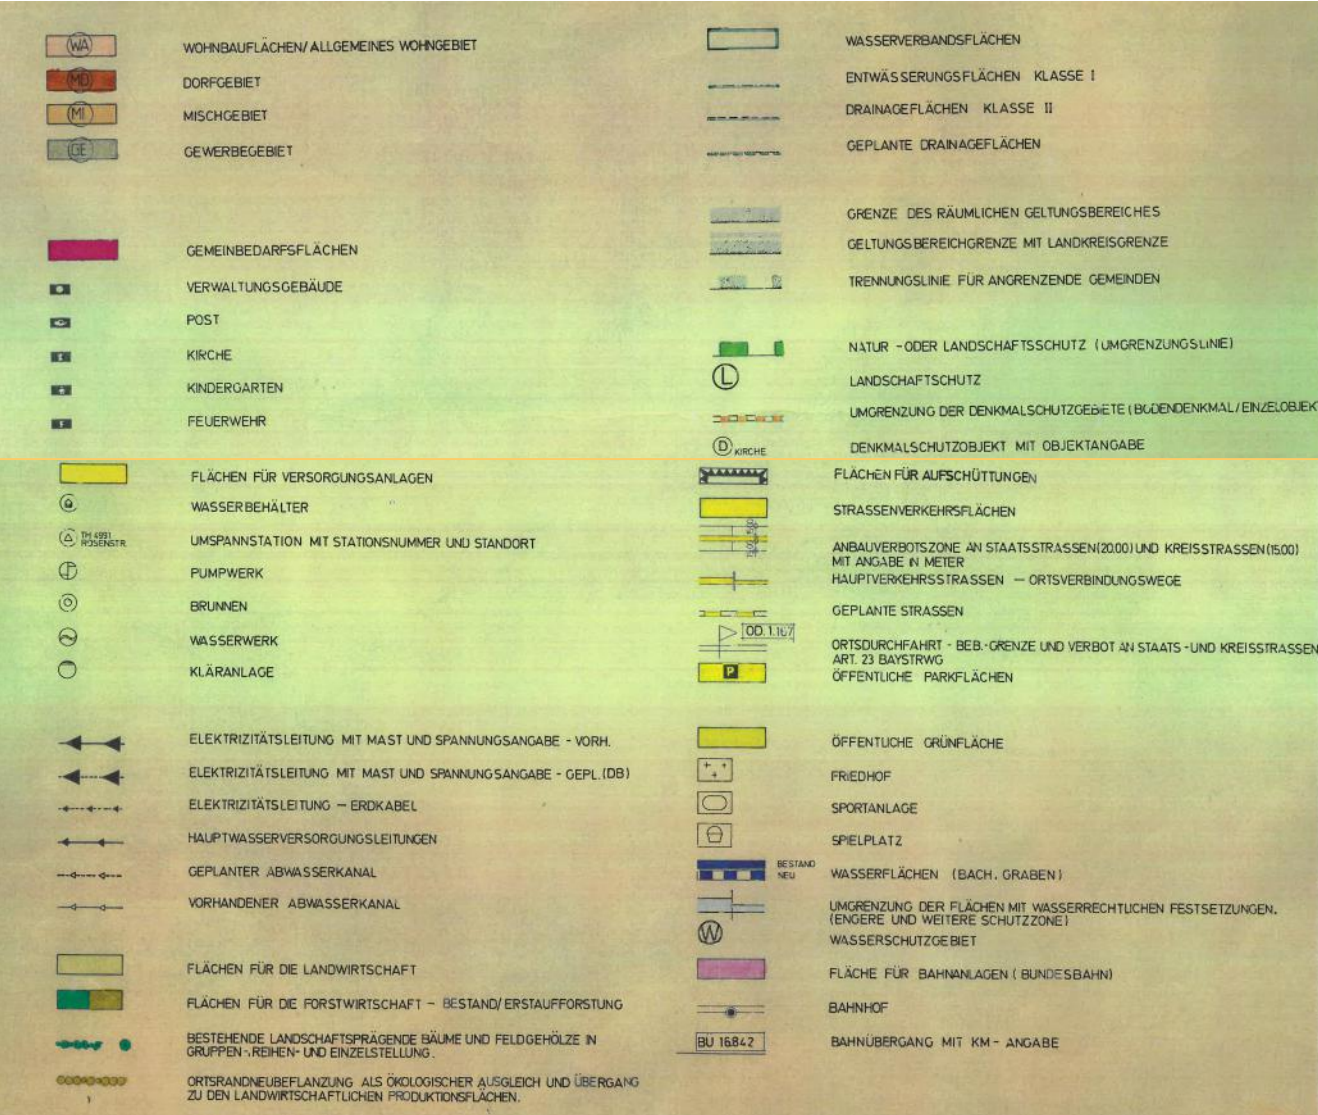 WA WOHNBAUFLÄCHEN/ALLGEMEINES WOHNGEBIET
MD DORFGEBIET
MI MISCHGEBIET
GE GEWERBEGEBIET
GEMEINBEDARFSFLÄCHEN
VERWALTUNGSGEBÄUDE
POST
KIRCHE
KINDERGARTEN
FEUERWEHR
FLÄCHEN FÜR VERSORGUNGSANLAGEN
WASSERBEHÄLTER
TM 4991
ROSENSTR. UMSPANNSTATION MIT STATIONSNUMMER UND STANDORT
PUMPWERK
BRUNNEN
WASSERWERK
KLÄRANLAGE
ELEKTRIZITÄTSLEITUNG MIT MAST UND SPANNUNGSANGABE - VORH.
ELEKTRIZITÄTSLEITUNG MIT MAST UND SPANNUNGSANGABE - GEPL.(DB)
ELEKTRIZITÄTSLEITUNG — ERDKABEL
HAUPTWASSERVERSORGUNGSLEITUNGEN
GEPLANTER ABWASSERKANAL
VORHANDENER ABWASSERKANAL
FLÄCHEN FÜR DIE LANDWIRTSCHAFT
FLÄCHEN FÜR DIE FORSTWIRTSCHAFT - BESTAND/ERSTAUFFORSTUNG
BESTEHENDE LANDSCHAFTSPRÄGENDE BÄUME UND FELDGEHÖLZE IN
GRUPPEN-, REIHEN- UND EINZELSTELLUNG.
ORTSRANDNEUBEFLANZUNG ALS ÖKOLOGISCHER AUSGLEICH UND ÜBERGANG
ZU DEN LANDWIRTSCHAFTLICHEN PRODUKTIONSFLÄCHEN.
WASSERVERBANDSFLÄCHEN
ENTWÄSSERUNGSFLÄCHEN KLASSE I
DRAINAGEFLÄCHEN KLASSE II
GEPLANTE DRAINAGEFLÄCHEN
GRENZE DES RÄUMLICHEN GELTUNGSBEREICHES
GELTUNGSBEREICHGRENZE MIT LANDKREISGRENZE
TRENNUNGSLINIE FÜR ANGRENZENDE GEMEINDEN
NATUR -ODER LANDSCHAFTSSCHUTZ (UMGRENZUNGSLINIE)
L LANDSCHAFTSCHUTZ
UMGRENZUNG DER DENKMALSCHUTZGEBIETE (BODENDENKMAL/EINZELOBJEK
D KIRCHE DENKMALSCHUTZOBJEKT MIT OBJEKTANGABE
FLÄCHEN FÜR AUFSCHÜTTUNGEN
STRASSENVERKEHRSFLÄCHEN
ANBAUVERBOTSZONE AN STAATSSTRASSEN(20.00) UND KREISSTRASSEN(15.00)
MIT ANGABE IN METER
HAUPTVERKEHRSSTRASSEN — ORTSVERBINDUNGSWEGE
GEPLANTE STRASSEN
OD. 1.167 ORTSDURCHFAHRT - BEB.-GRENZE UND VERBOT AN STAATS -UND KREISSTRASSEN
ART. 23 BAYSTRWG
P ÖFFENTLICHE PARKFLÄCHEN
ÖFFENTLICHE GRÜNFLÄCHE
FRIEDHOF
SPORTANLAGE
SPIELPLATZ
BESTAND
NEU WASSERFLÄCHEN (BACH, GRABEN)
UMGRENZUNG DER FLÄCHEN MIT WASSERRECHTLICHEN FESTSETZUNGEN.
(ENGERE UND WEITERE SCHUTZZONE)
W WASSERSCHUTZGEBIET
FLÄCHE FÜR BAHNANLAGEN (BUNDESBAHN)
BAHNHOF
BÜ 16.842 BAHNÜBERGANG MIT KM- ANGABE